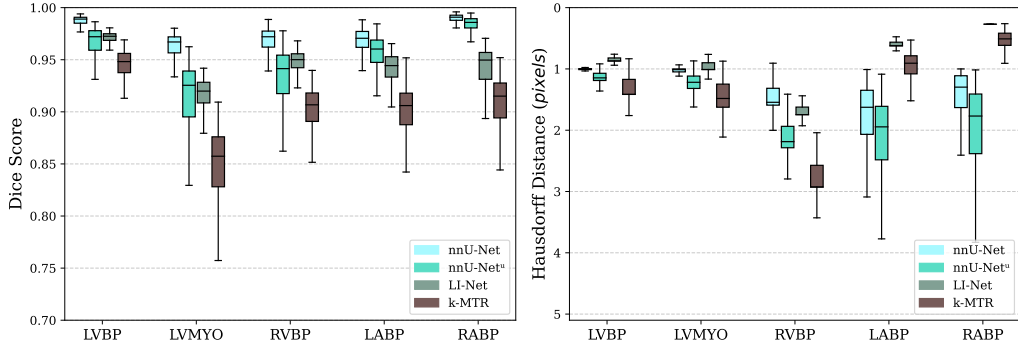 1.00
0.95
0.90
0.85
0.80
0.75
0.70
Dice Score
LVBP
LVMYO
RVBP
LABP
RABP
nnU-Net
nnU-Netᵘ
LI-Net
k-MTR
0
1
2
3
4
5
Hausdorff Distance (pixels)
LVBP
LVMYO
RVBP
LABP
RABP
nnU-Net
nnU-Netᵘ
LI-Net
k-MTR